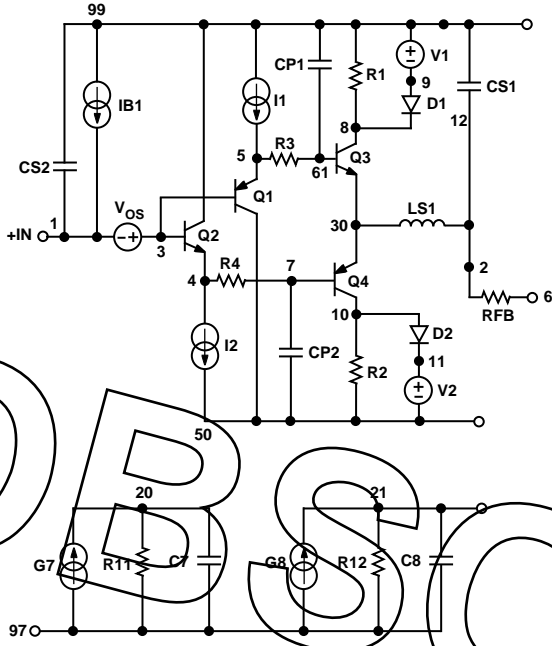 99
IB1
CP1
R1
V1
9
D1
CS1
12
I1
8
CS2
5
R3
61
Q3
Q1
1
VOS
+IN
3
Q2
30
LS1
2
R4
7
Q4
6
4
RFB
10
D2
I2
CP2
R2
11
V2
50
20
21
G7
R11
C7
G8
R12
C8
97
OBSO